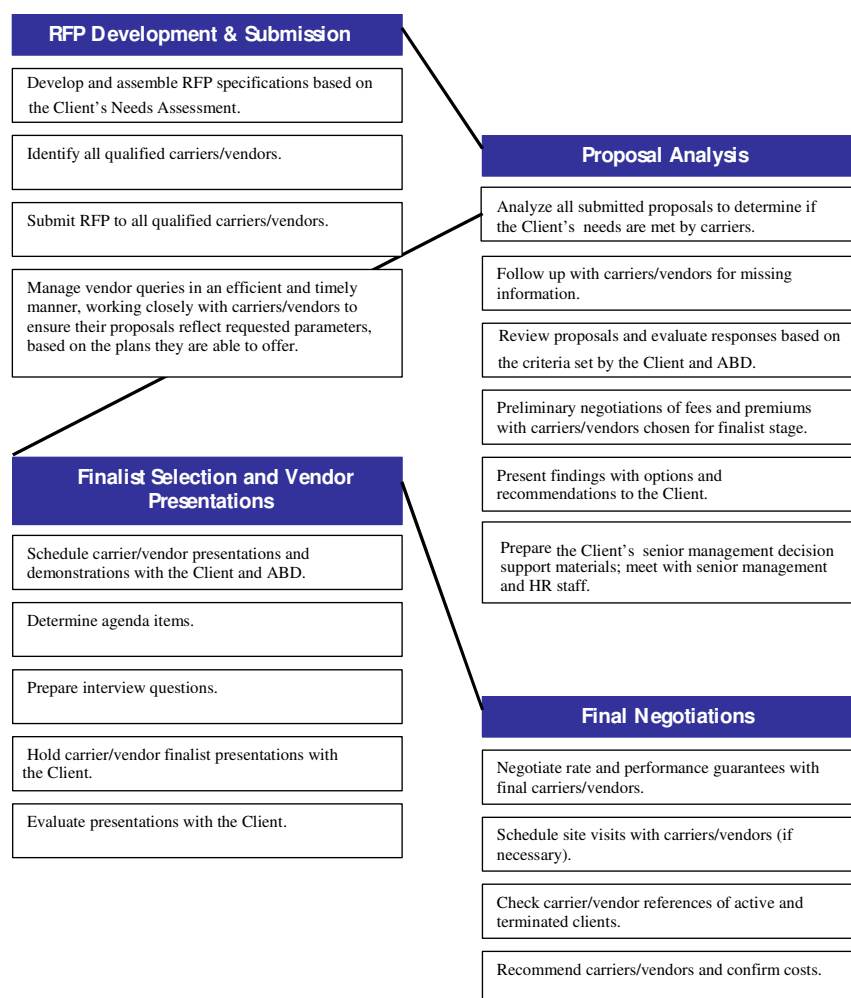 RFP Development & Submission
Develop and assemble RFP specifications based on
the Client's Needs Assessment.
Identify all qualified carriers/vendors.
Submit RFP to all qualified carriers/vendors.
Manage vendor queries in an efficient and timely
manner, working closely with carriers/vendors to
ensure their proposals reflect requested parameters,
based on the plans they are able to offer.
Proposal Analysis
Analyze all submitted proposals to determine if
the Client's needs are met by carriers.
Follow up with carriers/vendors for missing
information.
Review proposals and evaluate responses based on
the criteria set by the Client and ABD.
Preliminary negotiations of fees and premiums
with carriers/vendors chosen for finalist stage.
Present findings with options and
recommendations to the Client.
Prepare the Client's senior management decision
support materials; meet with senior management
and HR staff.
Finalist Selection and Vendor
Presentations
Schedule carrier/vendor presentations and
demonstrations with the Client and ABD.
Determine agenda items.
Prepare interview questions.
Hold carrier/vendor finalist presentations with
the Client.
Evaluate presentations with the Client.
Final Negotiations
Negotiate rate and performance guarantees with
final carriers/vendors.
Schedule site visits with carriers/vendors (if
necessary).
Check carrier/vendor references of active and
terminated clients.
Recommend carriers/vendors and confirm costs.